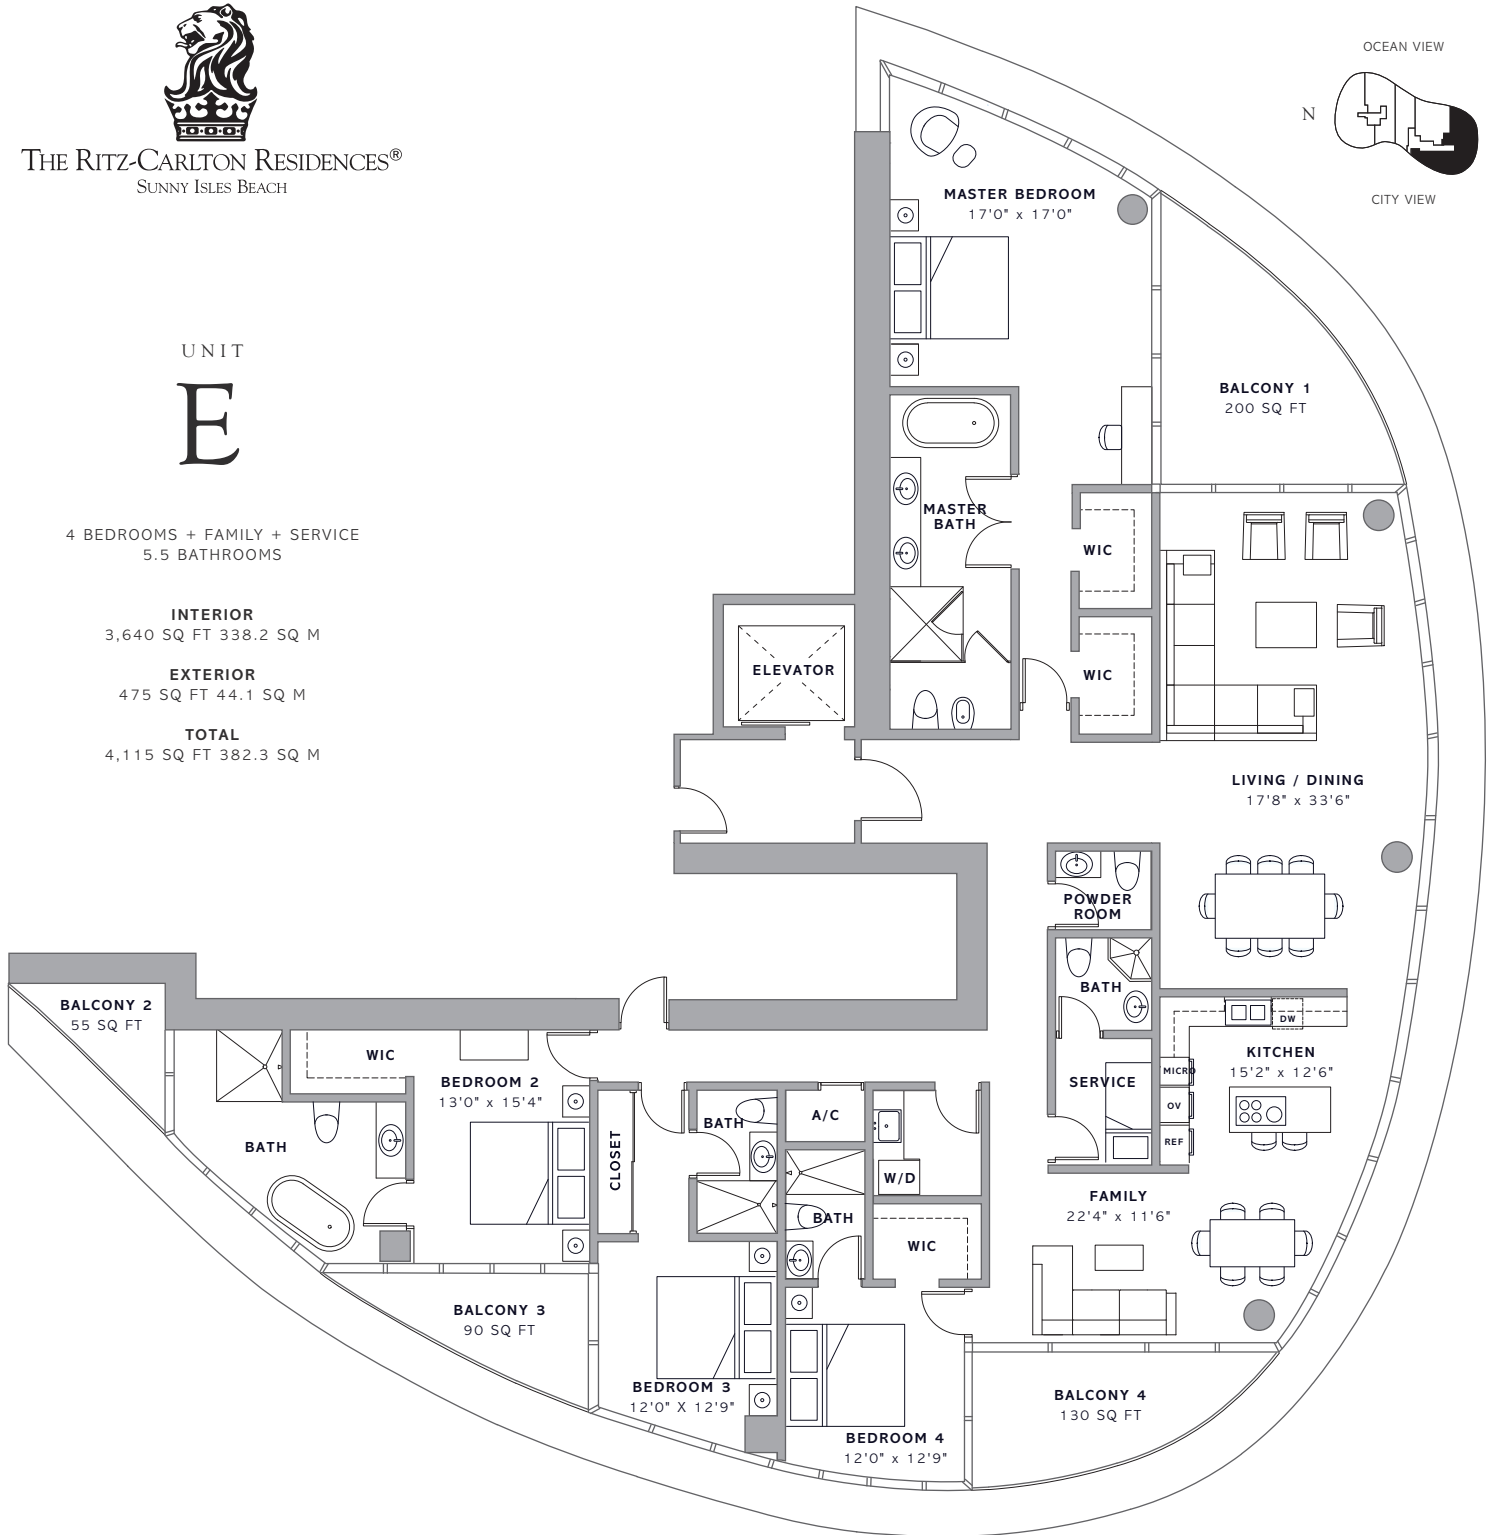 THE RITZ-CARLTON RESIDENCES®
SUNNY ISLES BEACH
UNIT
E
4 BEDROOMS + FAMILY + SERVICE
5.5 BATHROOMS
INTERIOR
3,640 SQ FT 338.2 SQ M
EXTERIOR
475 SQ FT 44.1 SQ M
TOTAL
4,115 SQ FT 382.3 SQ M
OCEAN VIEW
N
CITY VIEW
MASTER BEDROOM
17'0" x 17'0"
BALCONY 1
200 SQ FT
MASTER
BATH
WIC
WIC
ELEVATOR
LIVING / DINING
17'8" x 33'6"
POWDER
ROOM
BATH
DW
KITCHEN
15'2" x 12'6"
MICRO
OV
REF
SERVICE
FAMILY
22'4" x 11'6"
BALCONY 2
55 SQ FT
WIC
BEDROOM 2
13'0" x 15'4"
BATH
CLOSET
BATH
A/C
W/D
BATH
WIC
BALCONY 3
90 SQ FT
BEDROOM 3
12'0" X 12'9"
BEDROOM 4
12'0" x 12'9"
BALCONY 4
130 SQ FT